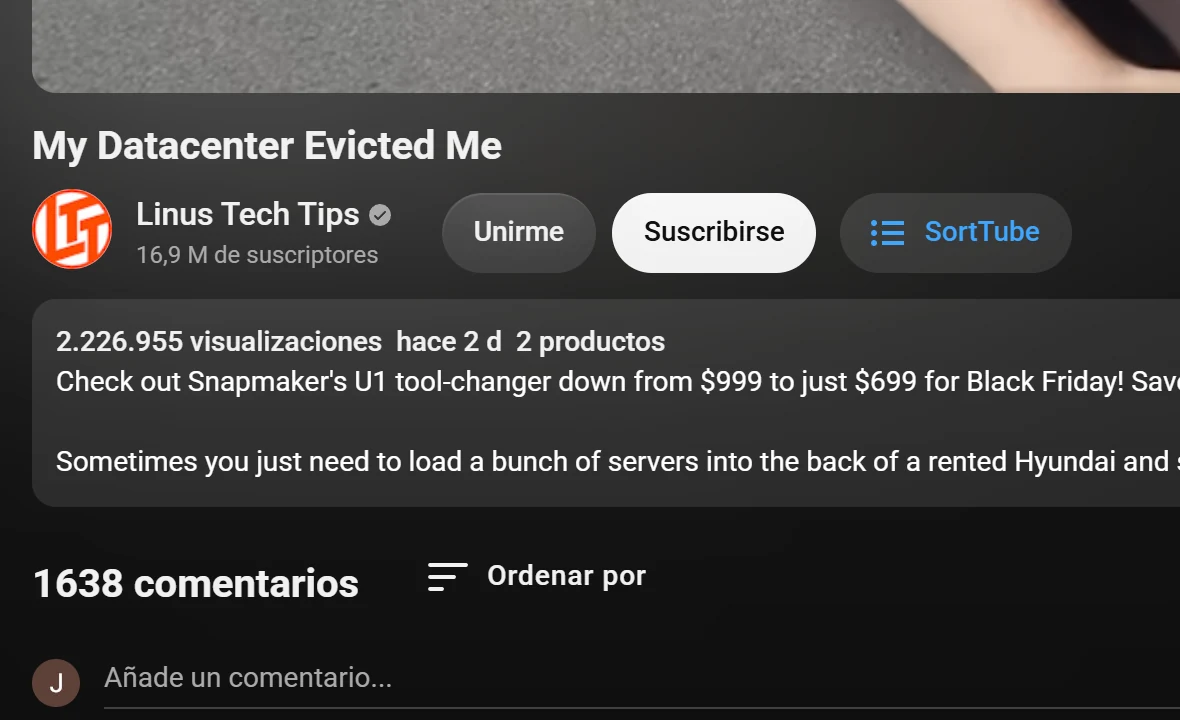 My Datacenter Evicted Me
LTT
Linus Tech Tips
16,9 M de suscriptores
Unirme
Suscribirse
SortTube
2.226.955 visualizaciones hace 2 d 2 productos
Check out Snapmaker's U1 tool-changer down from $999 to just $699 for Black Friday!
Sometimes you just need to load a bunch of servers into the back of a rented Hyundai and
1638 comentarios
Ordenar por
J
Añade un comentario...